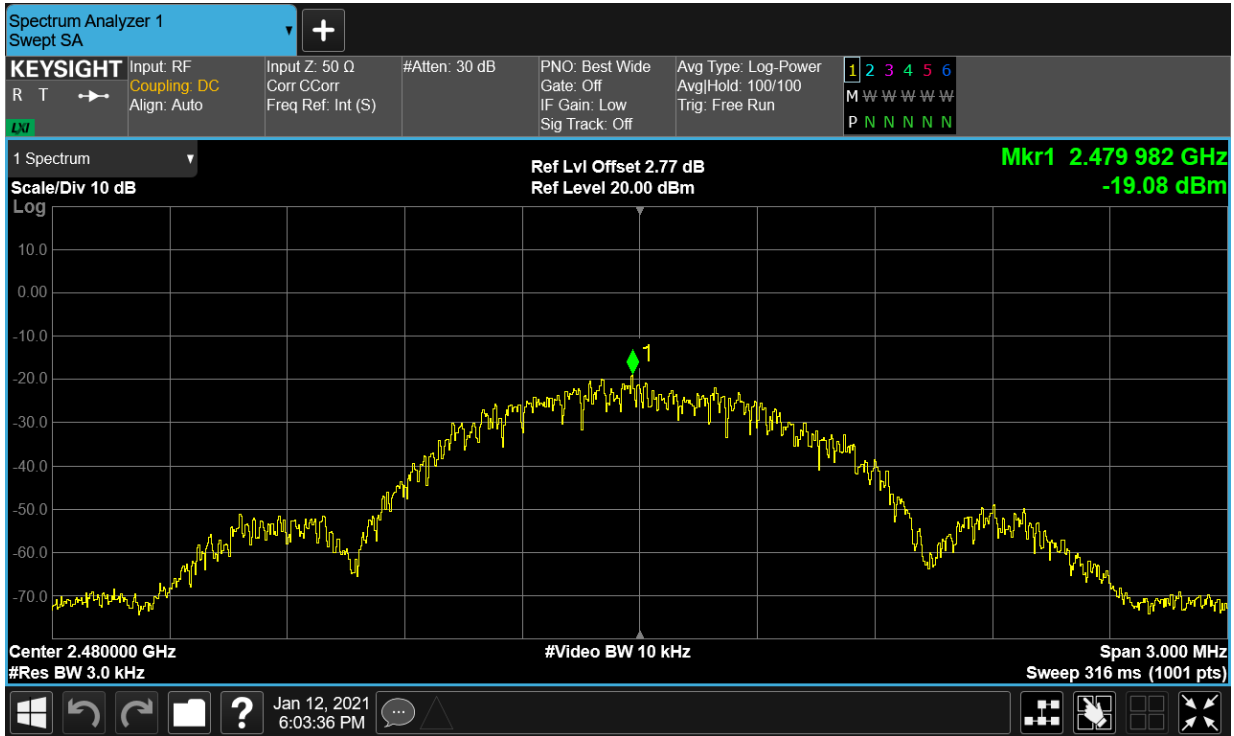 Spectrum Analyzer 1
Swept SA
KEYSIGHT
R T
LXI
Input: RF
Coupling: DC
Align: Auto
Input Z: 50 Ω
Corr CCorr
Freq Ref: Int (S)
#Atten: 30 dB
PNO: Best Wide
Gate: Off
IF Gain: Low
Sig Track: Off
Avg Type: Log-Power
Avg|Hold: 100/100
Trig: Free Run
1 2 3 4 5 6
M W W W W W
P N N N N N
1 Spectrum
Scale/Div 10 dB
Log
Ref Lvl Offset 2.77 dB
Ref Level 20.00 dBm
Mkr1 2.479 982 GHz
-19.08 dBm
10.0
0.00
-10.0
-20.0
-30.0
-40.0
-50.0
-60.0
-70.0
1
Center 2.480000 GHz
#Res BW 3.0 kHz
#Video BW 10 kHz
Span 3.000 MHz
Sweep 316 ms (1001 pts)
?
Jan 12, 2021
6:03:36 PM